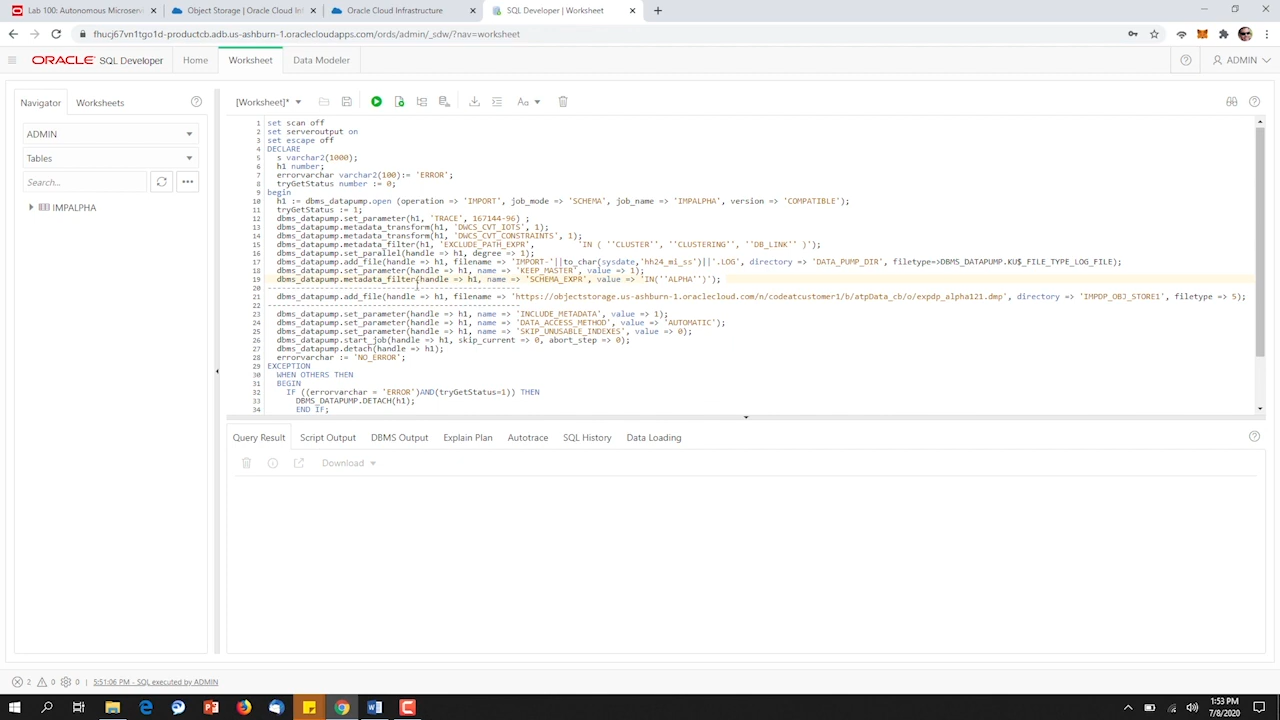 Lab 100: Autonomous Microserv
Object Storage | Oracle Cloud Inf
Oracle Cloud Infrastructure
SQL Developer | Worksheet
fhucj67vn1tgo1d-productcb.adb.us-ashburn-1.oraclecloudapps.com/ords/admin/_sdw/?nav=worksheet
ORACLE SQL Developer
Home
Worksheet
Data Modeler
ADMIN
Navigator
Worksheets
[Worksheet]*
Aa
ADMIN
Tables
Search...
IMPALPHA
1 set scan off
2 set serveroutput on
3 set escape off
4 DECLARE
5 s varchar2(1000);
6 h1 number;
7 errorvarchar varchar2(100):= 'ERROR';
8 tryGetStatus number := 0;
9 begin
10 h1 := dbms_datapump.open (operation => 'IMPORT', job_mode => 'SCHEMA', job_name => 'IMPALPHA', version => 'COMPATIBLE');
11 tryGetStatus := 1;
12 dbms_datapump.set_parameter(h1, 'TRACE', 167144-96) ;
13 dbms_datapump.metadata_transform(h1, 'DWCS_CVT_IOTS', 1);
14 dbms_datapump.metadata_transform(h1, 'DWCS_CVT_CONSTRAINTS', 1);
15 dbms_datapump.metadata_filter(h1, 'EXCLUDE_PATH_EXPR', 'IN ( ''CLUSTER'', ''CLUSTERING'', ''DB_LINK'' )');
16 dbms_datapump.set_parallel(handle => h1, degree => 1);
17 dbms_datapump.add_file(handle => h1, filename => 'IMPORT-'||to_char(sysdate,'hh24_mi_ss')||'.LOG', directory => 'DATA_PUMP_DIR', filetype=>DBMS_DATAPUMP.KU$_FILE_TYPE_LOG_FILE);
18 dbms_datapump.set_parameter(handle => h1, name => 'KEEP_MASTER', value => 1);
19 dbms_datapump.metadata_filter(handle => h1, name => 'SCHEMA_EXPR', value => 'IN(''ALPHA'')');
20 ----------------------------------------------------
21 dbms_datapump.add_file(handle => h1, filename => 'https://objectstorage.us-ashburn-1.oraclecloud.com/n/codeatcustomer1/b/atpData_cb/o/expdp_alpha121.dmp', directory => 'IMPDP_OBJ_STORE1', filetype => 5);
22 ----------------------------------------------------
23 dbms_datapump.set_parameter(handle => h1, name => 'INCLUDE_METADATA', value => 1);
24 dbms_datapump.set_parameter(handle => h1, name => 'DATA_ACCESS_METHOD', value => 'AUTOMATIC');
25 dbms_datapump.set_parameter(handle => h1, name => 'SKIP_UNUSABLE_INDEXES', value => 0);
26 dbms_datapump.start_job(handle => h1, skip_current => 0, abort_step => 0);
27 dbms_datapump.detach(handle => h1);
28 errorvarchar := 'NO_ERROR';
29 EXCEPTION
30 WHEN OTHERS THEN
31 BEGIN
32 IF ((errorvarchar = 'ERROR')AND(tryGetStatus=1)) THEN
33 DBMS_DATAPUMP.DETACH(h1);
34 END IF;
Query Result
Script Output
DBMS Output
Explain Plan
Autotrace
SQL History
Data Loading
Download
2
0
0
5:51:06 PM - SQL executed by ADMIN
1:53 PM
7/8/2020